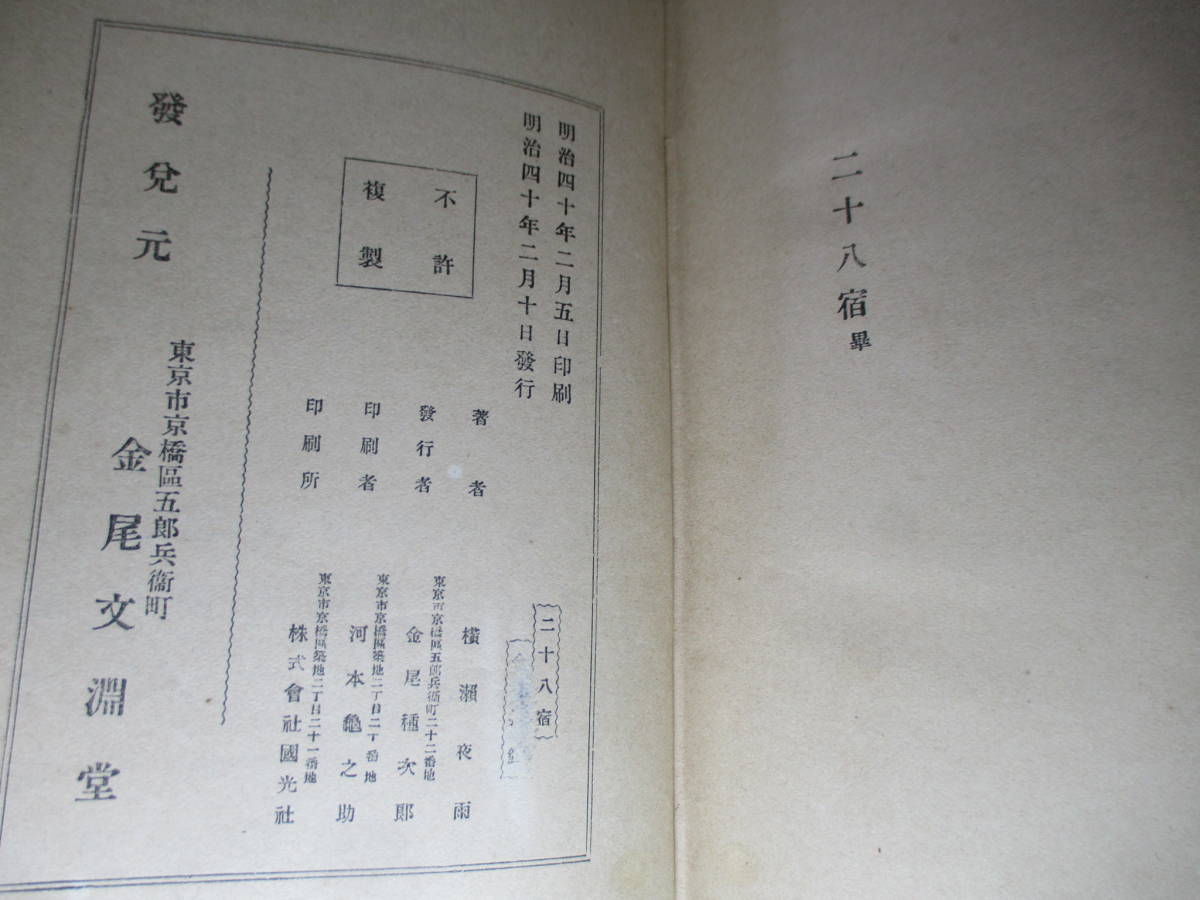 二十八宿畢
明治四十年二月五日印刷
明治四十年二月十日發行
不許
複製
二十八宿
著者 橫瀨夜雨
發行者 東京市京橋區五郎兵衞町二十二番地
金尾種次郎
印刷者 東京市京橋區築地二丁目二十一番地
河本龜之助
印刷所 東京市京橋區築地二丁目二十一番地
株式會社國光社
發兌元
東京市京橋區五郎兵衞町
金尾文淵堂